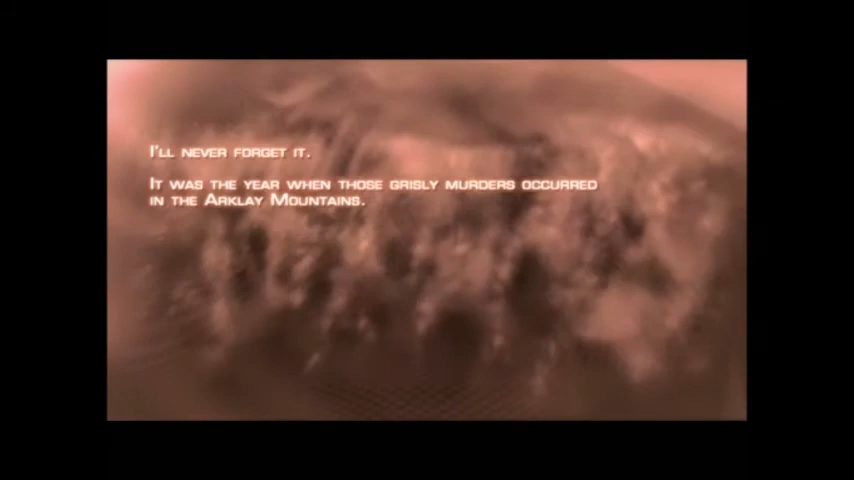 I'll never forget it.
It was the year when those grisly murders occurred
in the Arklay Mountains.